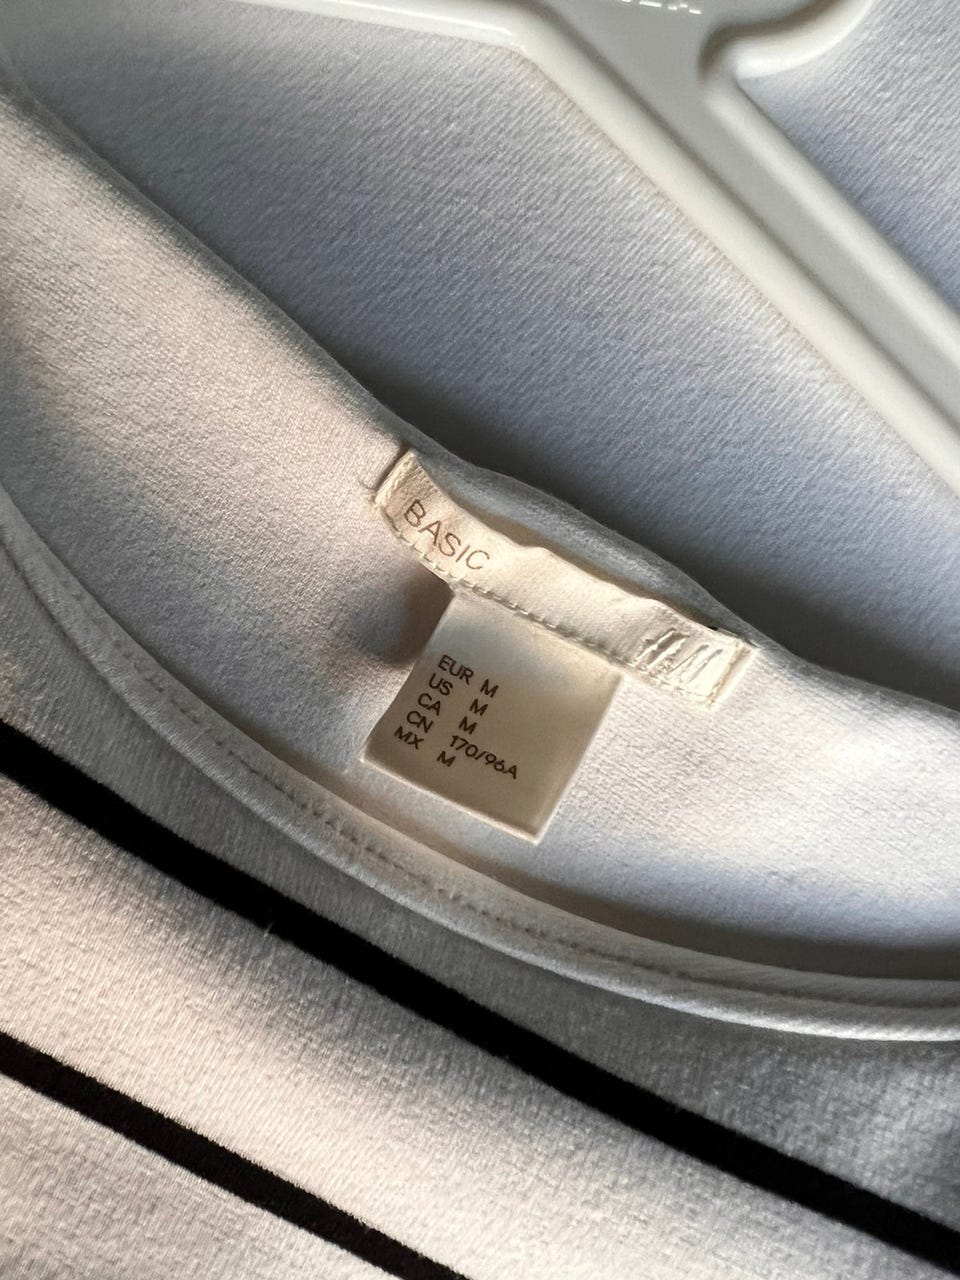 BASIC
EUR M
US M
CA M
CN 170/96A
MX M